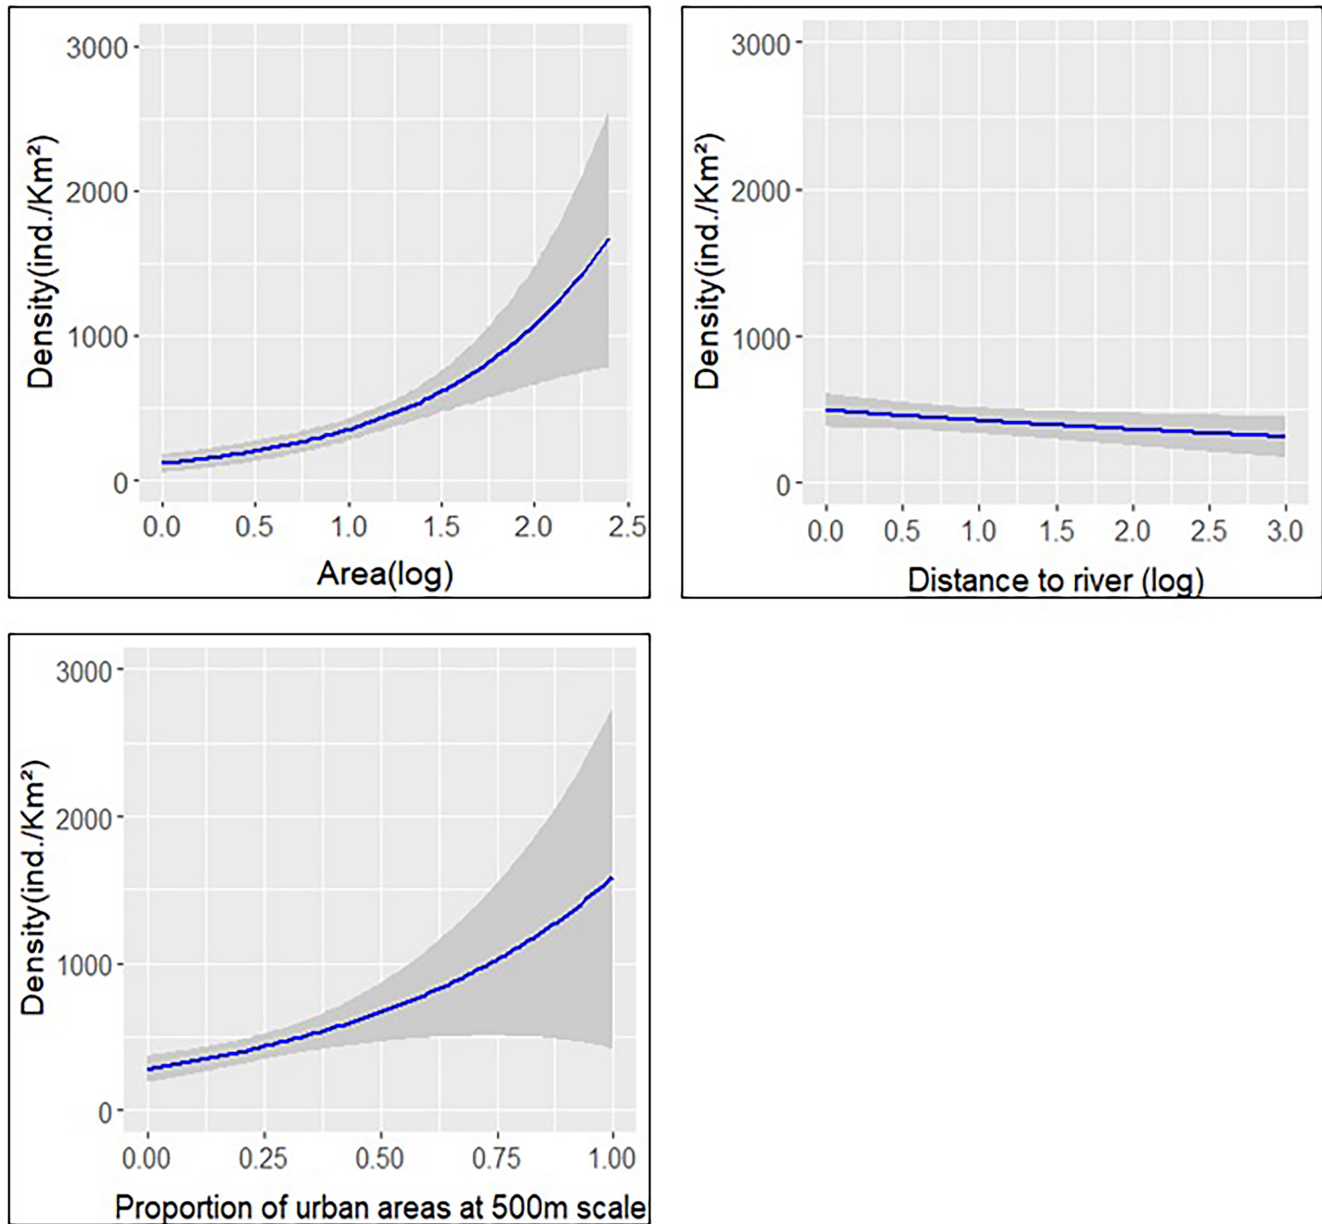 3000
2000
1000
0
Density(ind./Km²)
0.0 0.5 1.0 1.5 2.0 2.5
Area(log)
3000
2000
1000
0
Density(ind./Km²)
0.0 0.5 1.0 1.5 2.0 2.5 3.0
Distance to river (log)
3000
2000
1000
0
Density(ind./Km²)
0.00 0.25 0.50 0.75 1.00
Proportion of urban areas at 500m scale